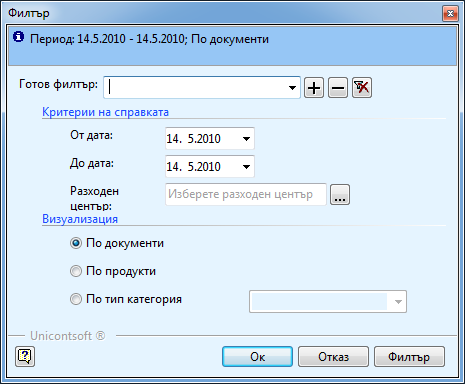 Филтър
Период: 14.5.2010 - 14.5.2010; По документи
Готов филтър:
Критерии на справката
От дата: 14. 5.2010
До дата: 14. 5.2010
Разходен център: Изберете разходен център ...
Визуализация
По документи
По продукти
По тип категория
Unicontsoft ®
Ок Отказ Филтър